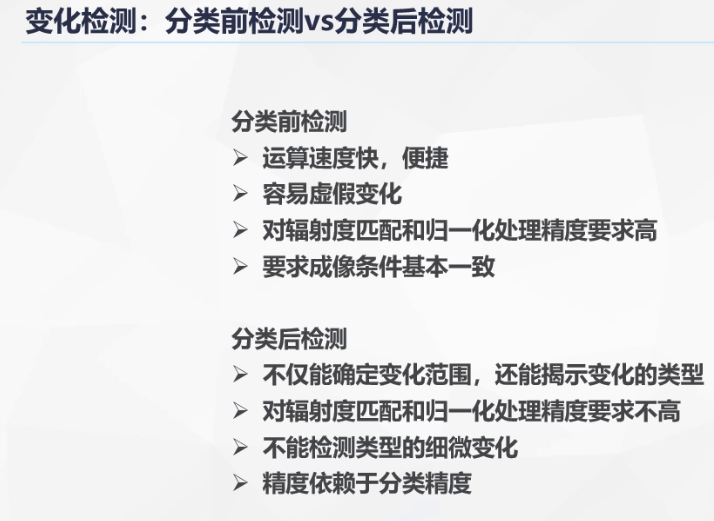 变化检测：分类前检测vs分类后检测
分类前检测
➢ 运算速度快，便捷
➢ 容易虚假变化
➢ 对辐射度匹配和归一化处理精度要求高
➢ 要求成像条件基本一致
分类后检测
➢ 不仅能确定变化范围，还能揭示变化的类型
➢ 对辐射度匹配和归一化处理精度要求不高
➢ 不能检测类型的细微变化
➢ 精度依赖于分类精度